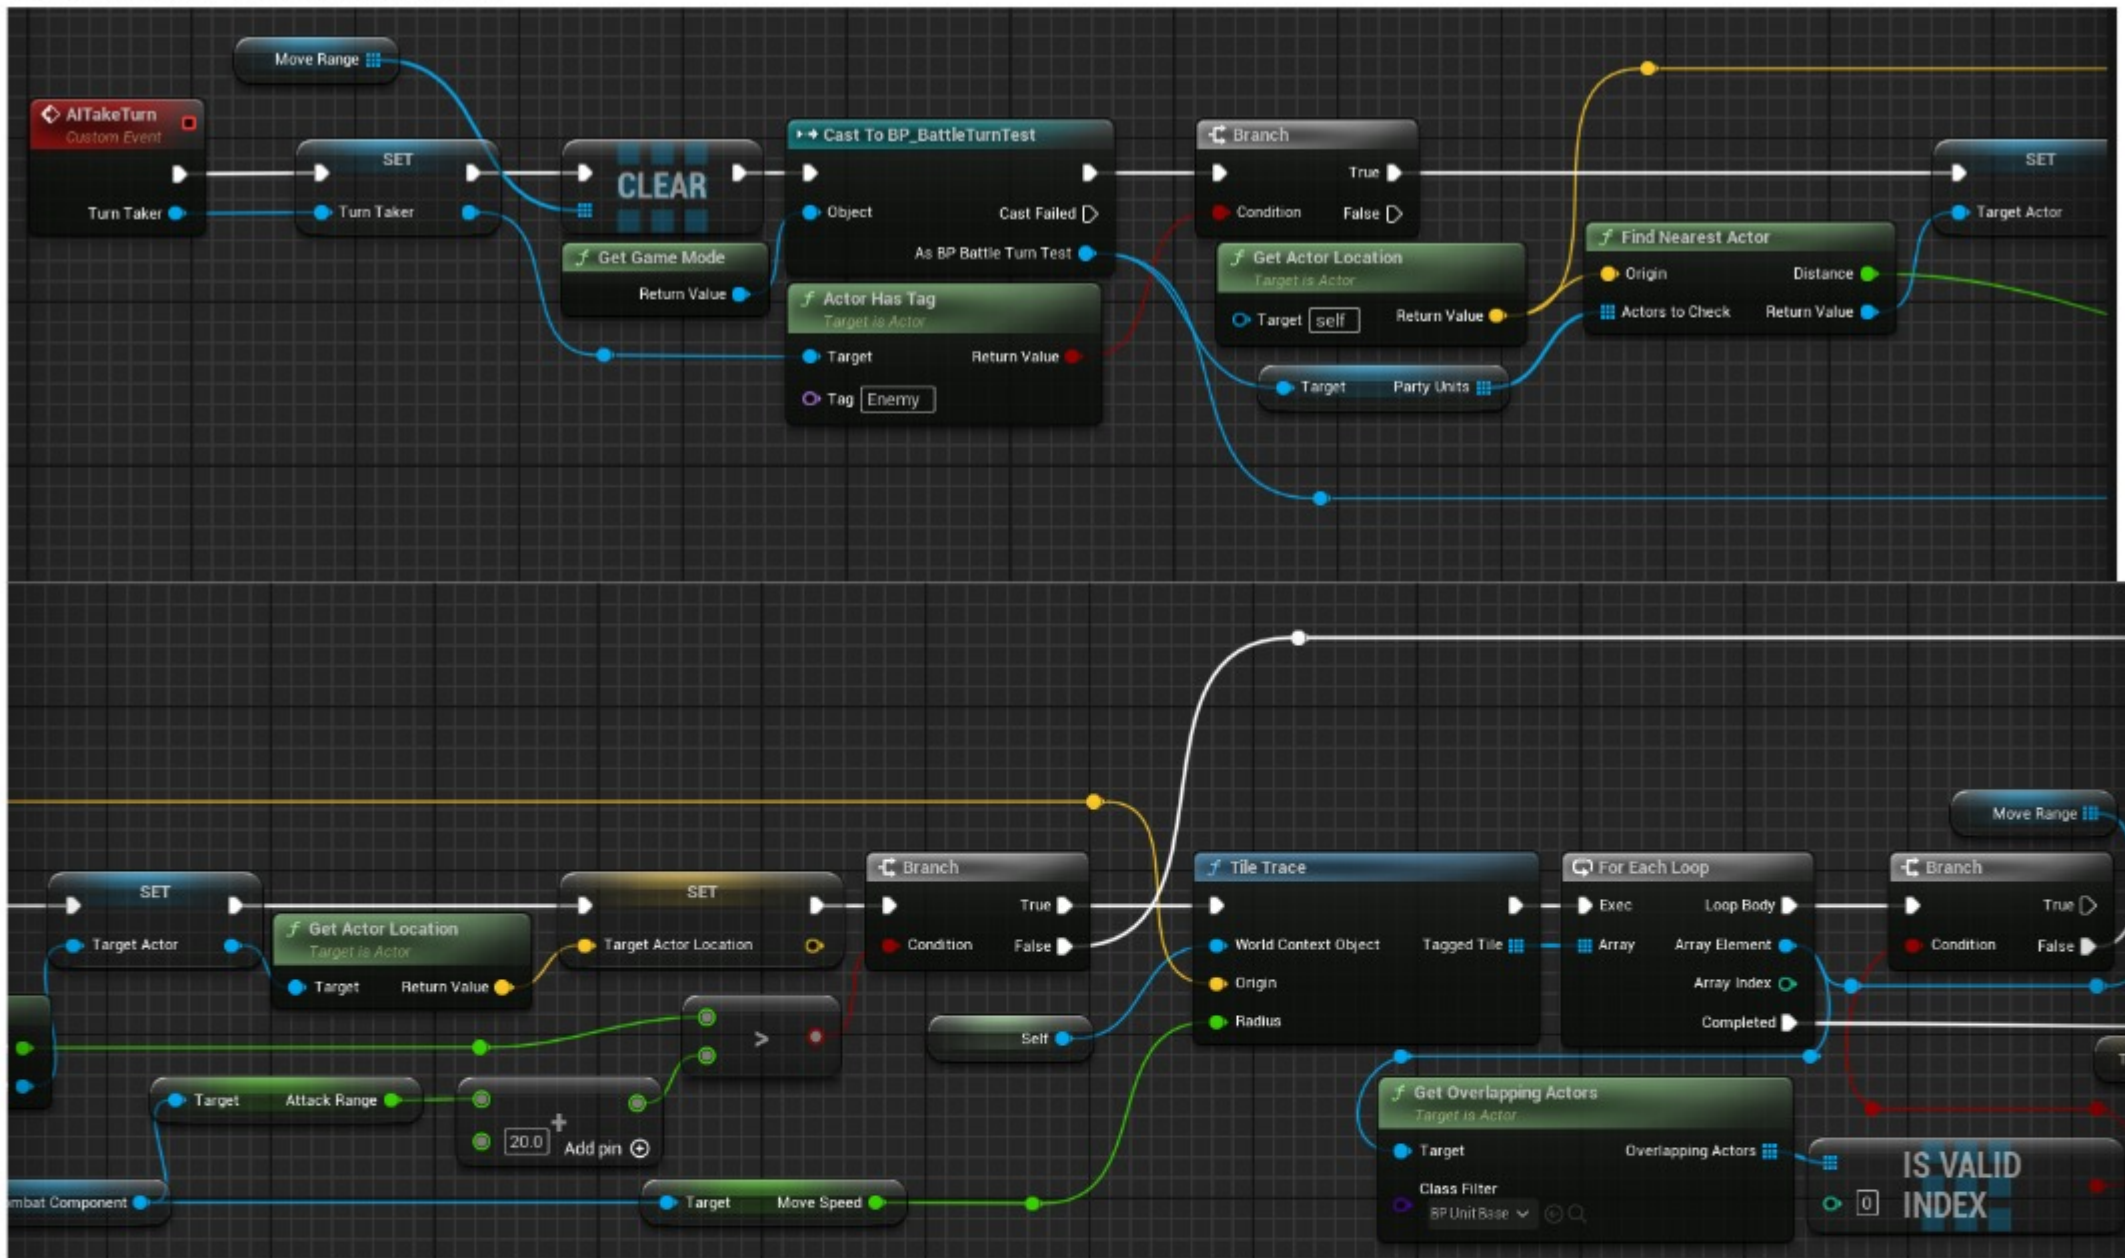 Move Range
AITakeTurn
Custom Event
Turn Taker
SET
Turn Taker
CLEAR
Get Game Mode
Return Value
Cast To BP_BattleTurnTest
Object
Cast Failed
As BP Battle Turn Test
Actor Has Tag
Target is Actor
Target
Return Value
Tag Enemy
Branch
True
Condition
False
Get Actor Location
Target is Actor
Target self
Return Value
Target
Party Units
Find Nearest Actor
Origin
Distance
Actors to Check
Return Value
SET
Target Actor
SET
Target Actor
Get Actor Location
Target is Actor
Target
Return Value
SET
Target Actor Location
Branch
True
Condition
False
>
Target
Attack Range
+
20.0
Add pin
Component
Target
Move Speed
Self
Tile Trace
World Context Object
Tagged Tile
Origin
Radius
For Each Loop
Exec
Loop Body
Array
Array Element
Array Index
Completed
Get Overlapping Actors
Target is Actor
Target
Overlapping Actors
Class Filter
BP Unit Base
Move Range
Branch
True
Condition
False
IS VALID
INDEX
0